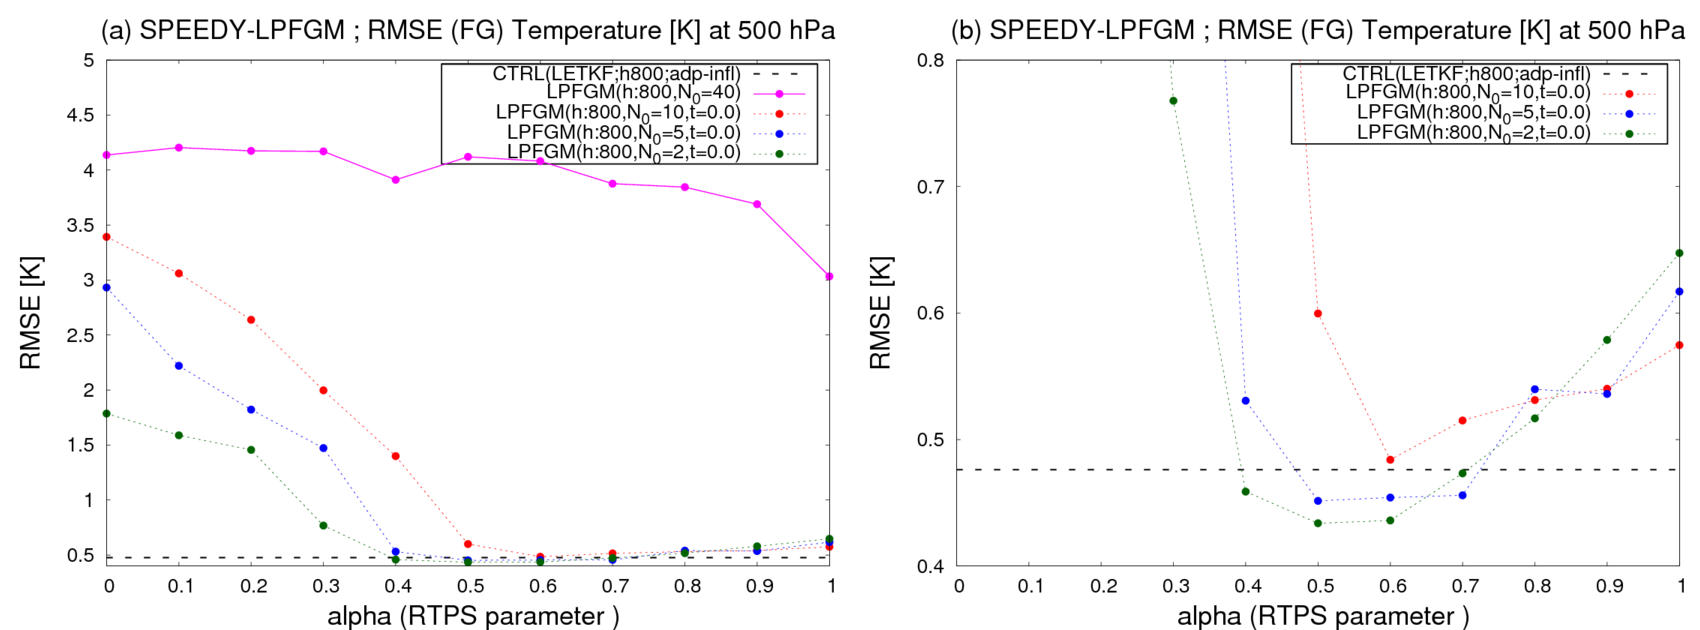 (a) SPEEDY-LPFGM ; RMSE (FG) Temperature [K] at 500 hPa
CTRL(LETKF;h800;adp-infl)
LPFGM(h:800,N0=40)
LPFGM(h:800,N0=10,t=0.0)
LPFGM(h:800,N0=5,t=0.0)
LPFGM(h:800,N0=2,t=0.0)
5
4.5
4
3.5
3
2.5
2
1.5
1
0.5
RMSE [K]
0 0.1 0.2 0.3 0.4 0.5 0.6 0.7 0.8 0.9 1
alpha (RTPS parameter )
(b) SPEEDY-LPFGM ; RMSE (FG) Temperature [K] at 500 hPa
CTRL(LETKF;h800;adp-infl)
LPFGM(h:800,N0=10,t=0.0)
LPFGM(h:800,N0=5,t=0.0)
LPFGM(h:800,N0=2,t=0.0)
0.8
0.7
0.6
0.5
0.4
RMSE [K]
0 0.1 0.2 0.3 0.4 0.5 0.6 0.7 0.8 0.9 1
alpha (RTPS parameter )